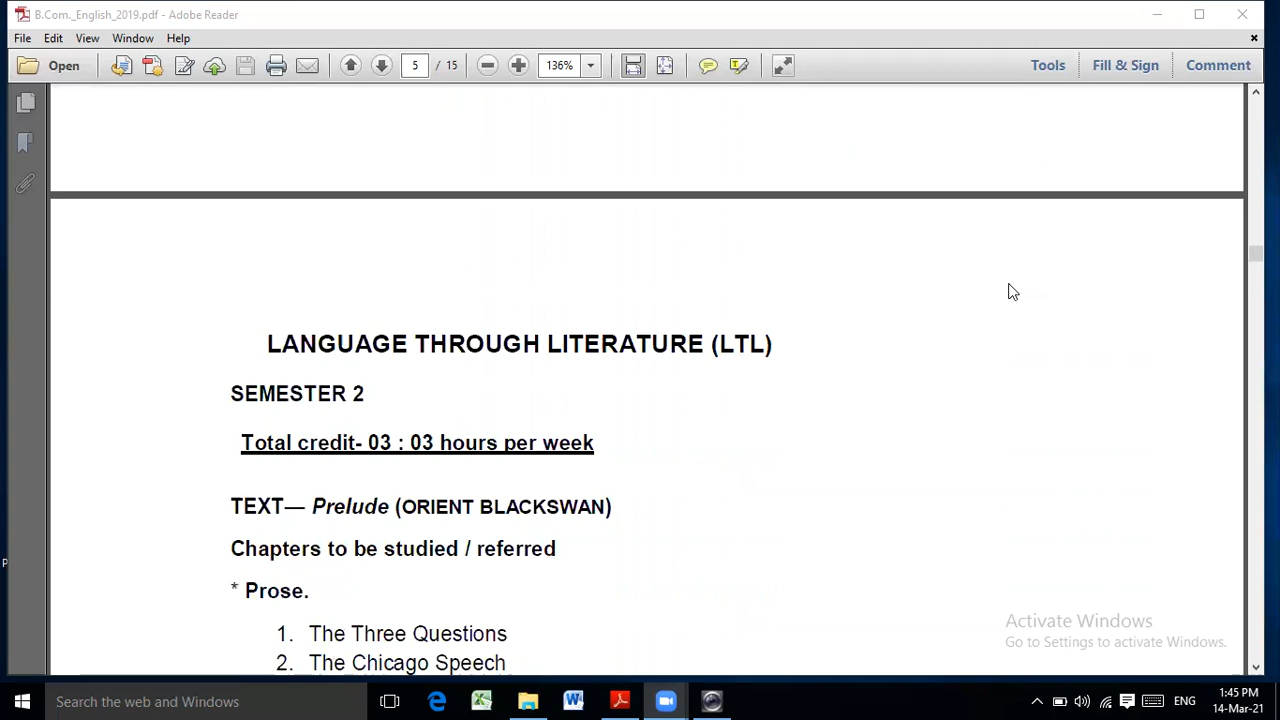 B.Com._English_2019.pdf - Adobe Reader
File Edit View Window Help
Open 5 / 15 136% Tools Fill & Sign Comment
LANGUAGE THROUGH LITERATURE (LTL)
SEMESTER 2
Total credit- 03 : 03 hours per week
TEXT— Prelude (ORIENT BLACKSWAN)
Chapters to be studied / referred
* Prose.
1. The Three Questions
2. The Chicago Speech
Activate Windows
Go to Settings to activate Windows.
P
Search the web and Windows
ENG
1:45 PM
14-Mar-21